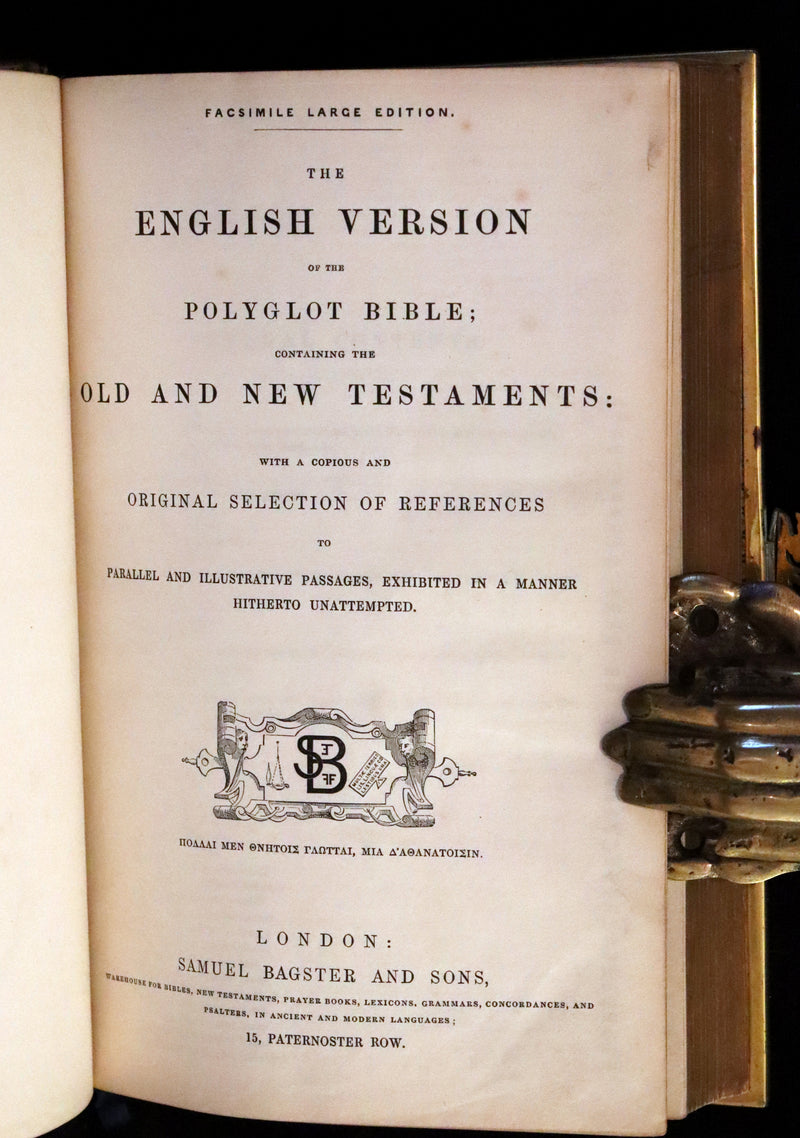 FACSIMILE LARGE EDITION.
THE
ENGLISH VERSION
OF THE
POLYGLOT BIBLE;
CONTAINING THE
OLD AND NEW TESTAMENTS:
WITH A COPIOUS AND
ORIGINAL SELECTION OF REFERENCES
TO
PARALLEL AND ILLUSTRATIVE PASSAGES, EXHIBITED IN A MANNER
HITHERTO UNATTEMPTED.
SB
ΠΟΛΛΑΙ ΜΕΝ ΘΝΗΤΟΙΣ ΓΛΩΤΤΑΙ, ΜΙΑ Δ'ΑΘΑΝΑΤΟΙΣΙΝ.
LONDON:
SAMUEL BAGSTER AND SONS,
WAREHOUSE FOR BIBLES, NEW TESTAMENTS, PRAYER BOOKS, LEXICONS, GRAMMARS, CONCORDANCES, AND
PSALTERS, IN ANCIENT AND MODERN LANGUAGES;
15, PATERNOSTER ROW.